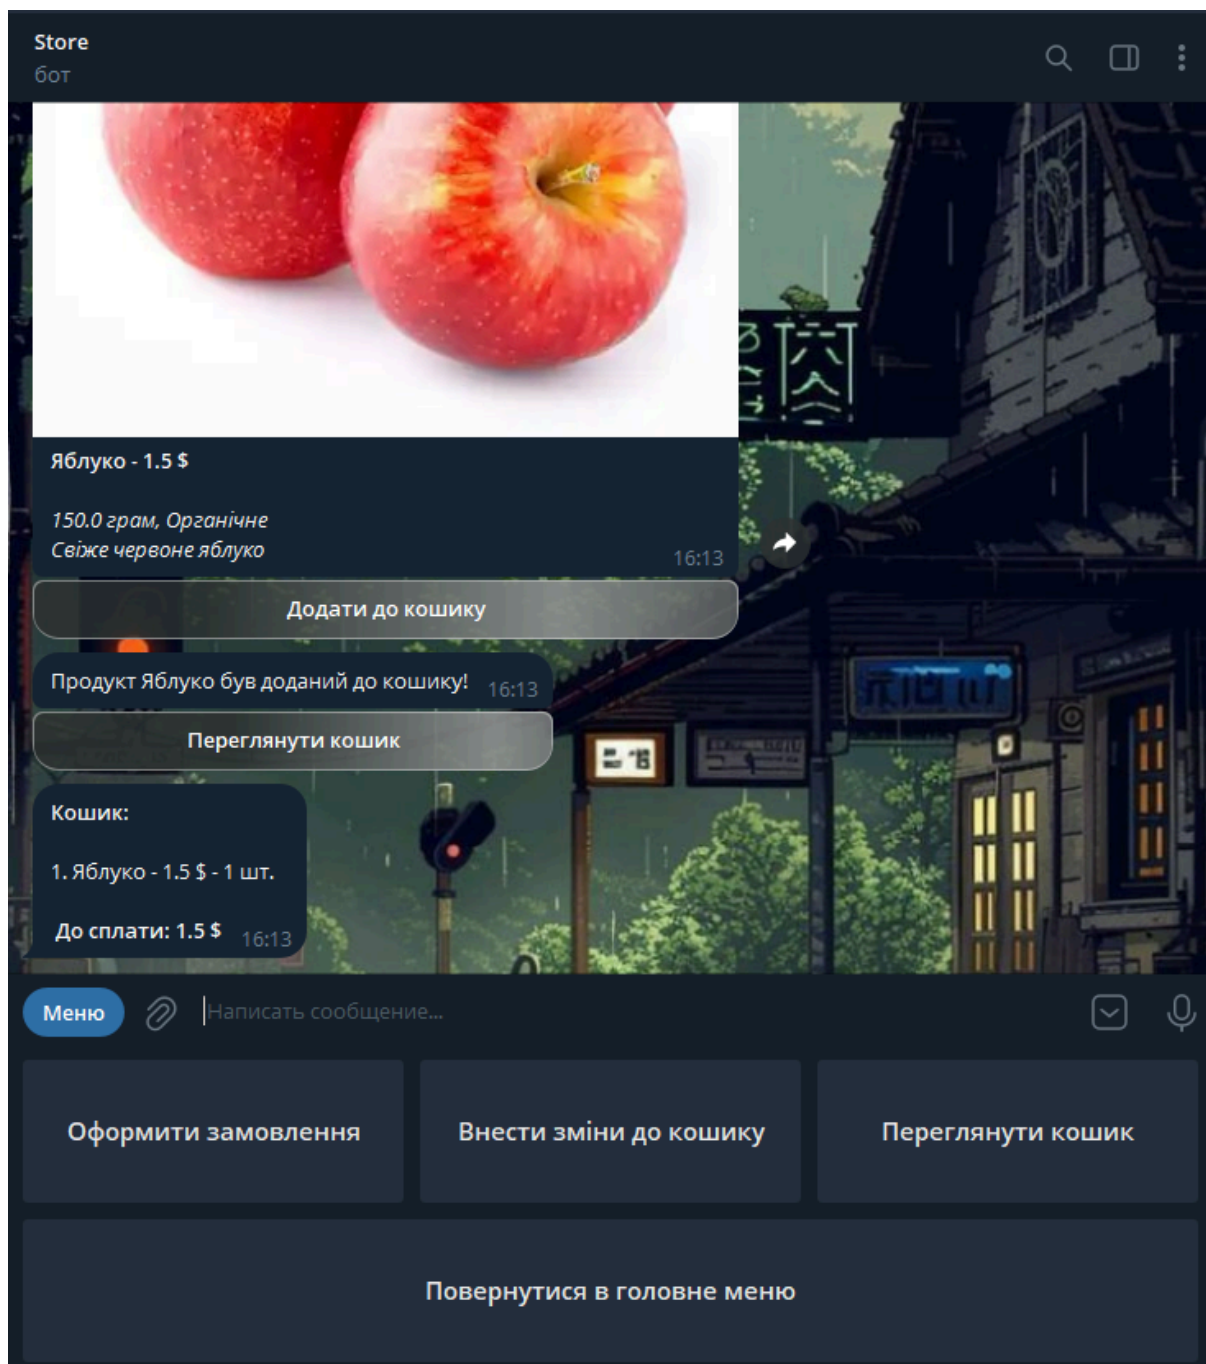 Store
бот
Яблуко - 1.5 $
150.0 грам, Органічне
Свіже червоне яблуко
16:13
Додати до кошику
Продукт Яблуко був доданий до кошику! 16:13
Переглянути кошик
Кошик:
1. Яблуко - 1.5 $ - 1 шт.
До сплати: 1.5 $ 16:13
Меню Написать сообщение...
Оформити замовлення Внести зміни до кошику Переглянути кошик
Повернутися в головне меню